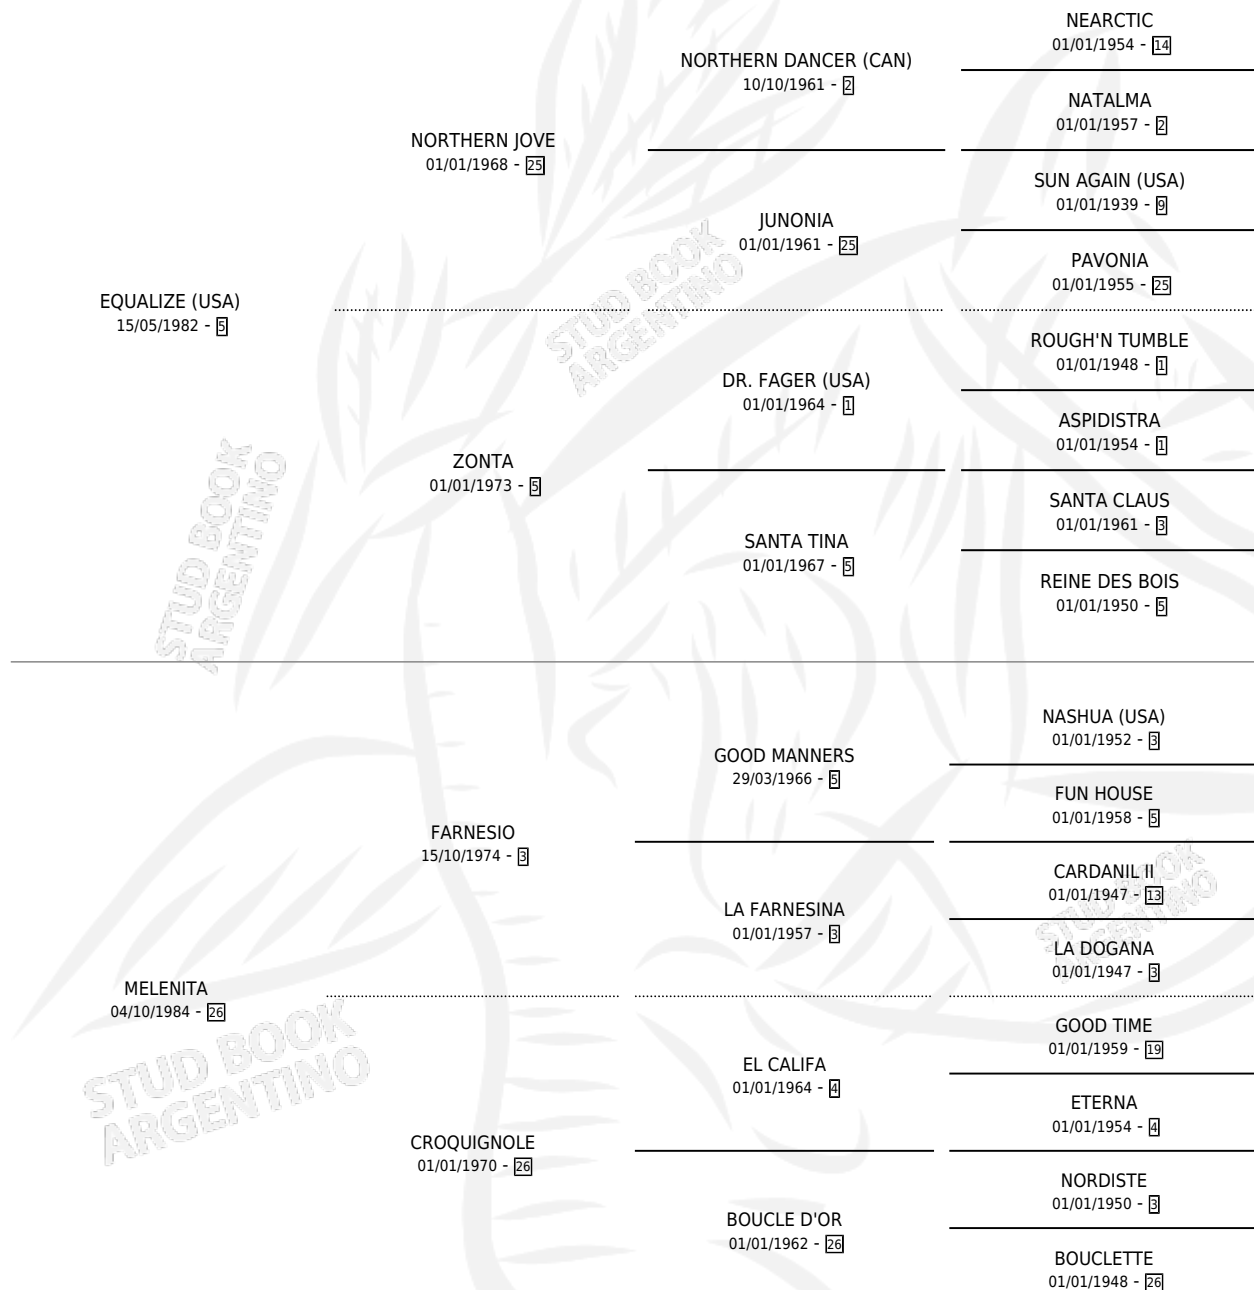 NEARCTIC
01/01/1954 - 14
NORTHERN DANCER (CAN)
10/10/1961 - 2
NATALMA
01/01/1957 - 2
NORTHERN JOVE
01/01/1968 - 25
SUN AGAIN (USA)
01/01/1939 - 9
JUNONIA
01/01/1961 - 25
PAVONIA
01/01/1955 - 25
EQUALIZE (USA)
15/05/1982 - 5
STUD BOOK
ARGENTINO
ROUGH'N TUMBLE
01/01/1948 - 1
DR. FAGER (USA)
01/01/1964 - 1
ASPIDISTRA
01/01/1954 - 1
ZONTA
01/01/1973 - 5
SANTA CLAUS
01/01/1961 - 3
SANTA TINA
01/01/1967 - 5
REINE DES BOIS
01/01/1950 - 5
STUD BOOK
ARGENTINO
NASHUA (USA)
01/01/1952 - 3
GOOD MANNERS
29/03/1966 - 5
FUN HOUSE
01/01/1958 - 5
FARNESIO
15/10/1974 - 3
CARDANIL II
01/01/1947 - 13
LA FARNESINA
01/01/1957 - 3
STUD BOOK
ARGENTINO
LA DOGANA
01/01/1947 - 3
MELENITA
04/10/1984 - 26
GOOD TIME
01/01/1959 - 19
EL CALIFA
01/01/1964 - 4
STUD BOOK
ARGENTINO
ETERNA
01/01/1954 - 4
CROQUIGNOLE
01/01/1970 - 26
NORDISTE
01/01/1950 - 3
BOUCLE D'OR
01/01/1962 - 26
BOUCLETTE
01/01/1948 - 26